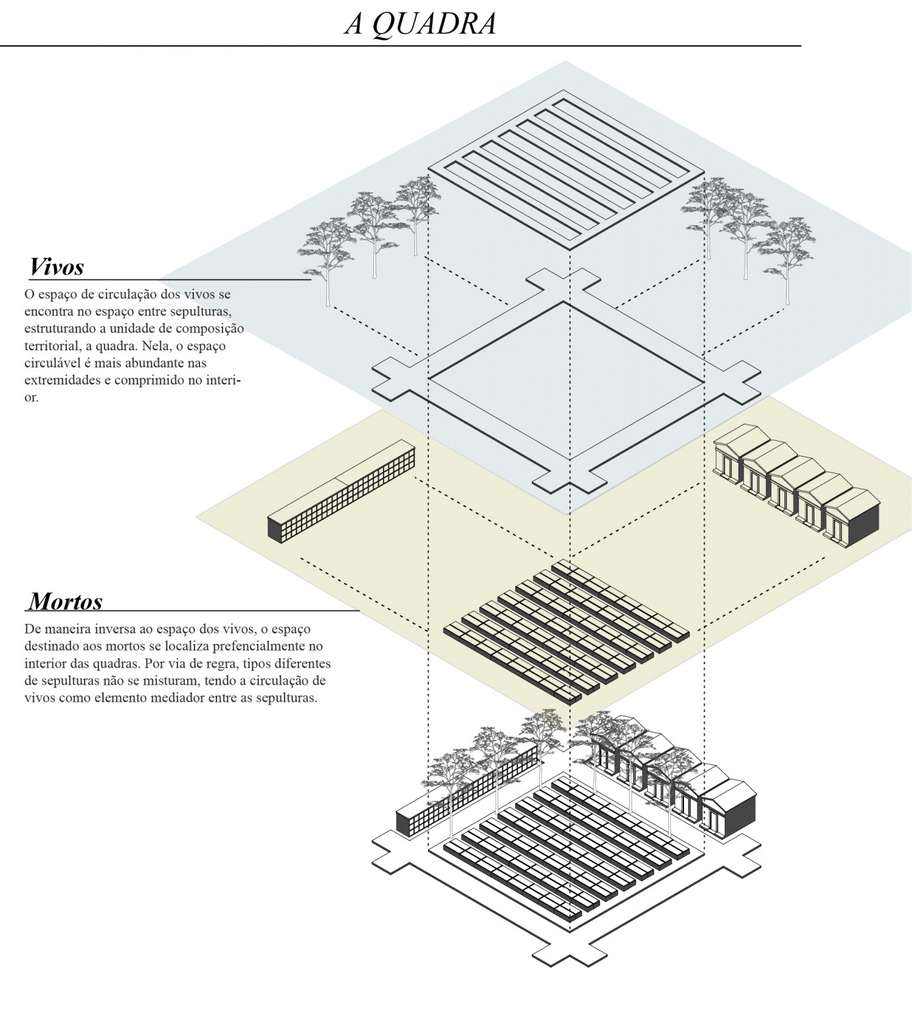 A QUADRA
Vivos
O espaço de circulação dos vivos se
encontra no espaço entre sepulturas,
estruturando a unidade de composição
territorial, a quadra. Nela, o espaço
circulável é mais abundante nas
extremidades e comprimido no interi-
or.
Mortos
De maneira inversa ao espaço dos vivos, o espaço
destinado aos mortos se localiza prefencialmente no
interior das quadras. Por via de regra, tipos diferentes
de sepulturas não se misturam, tendo a circulação de
vivos como elemento mediador entre as sepulturas.